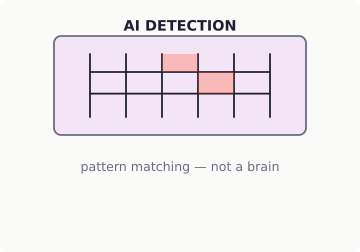 AI DETECTION
pattern matching — not a brain